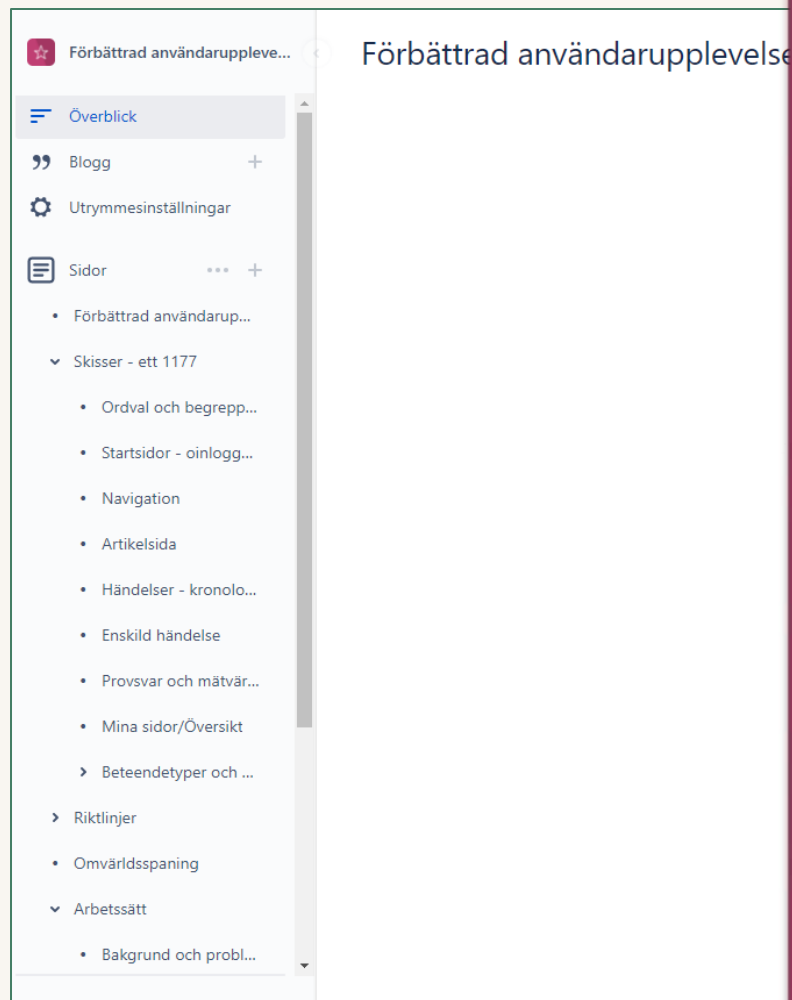 Förbättrad användaruppleve...
Förbättrad användarupplevelse
Överblick
Blogg
Utrymmesinställningar
Sidor
Förbättrad användarup...
Skisser - ett 1177
Ordval och begrepp...
Startsidor - oinlogg...
Navigation
Artikelsida
Händelser - kronolo...
Enskild händelse
Provsvar och mätvär...
Mina sidor/Översikt
Beteendetyper och ...
Riktlinjer
Omvärldsspaning
Arbetssätt
Bakgrund och probl...